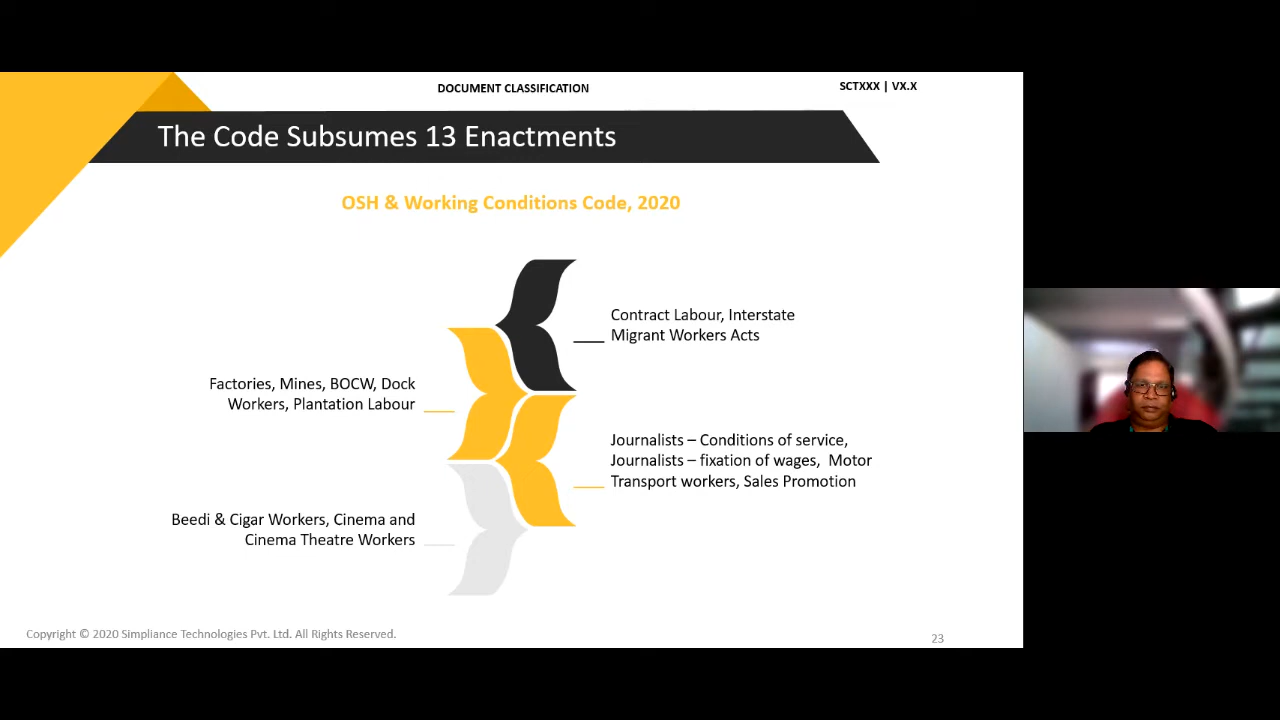 DOCUMENT CLASSIFICATION
SCTXXX | VX.X
The Code Subsumes 13 Enactments
OSH & Working Conditions Code, 2020
Contract Labour, Interstate
Migrant Workers Acts
Factories, Mines, BOCW, Dock
Workers, Plantation Labour
Journalists – Conditions of service,
Journalists – fixation of wages, Motor
Transport workers, Sales Promotion
Beedi & Cigar Workers, Cinema and
Cinema Theatre Workers
Copyright © 2020 Simpliance Technologies Pvt. Ltd. All Rights Reserved.
23